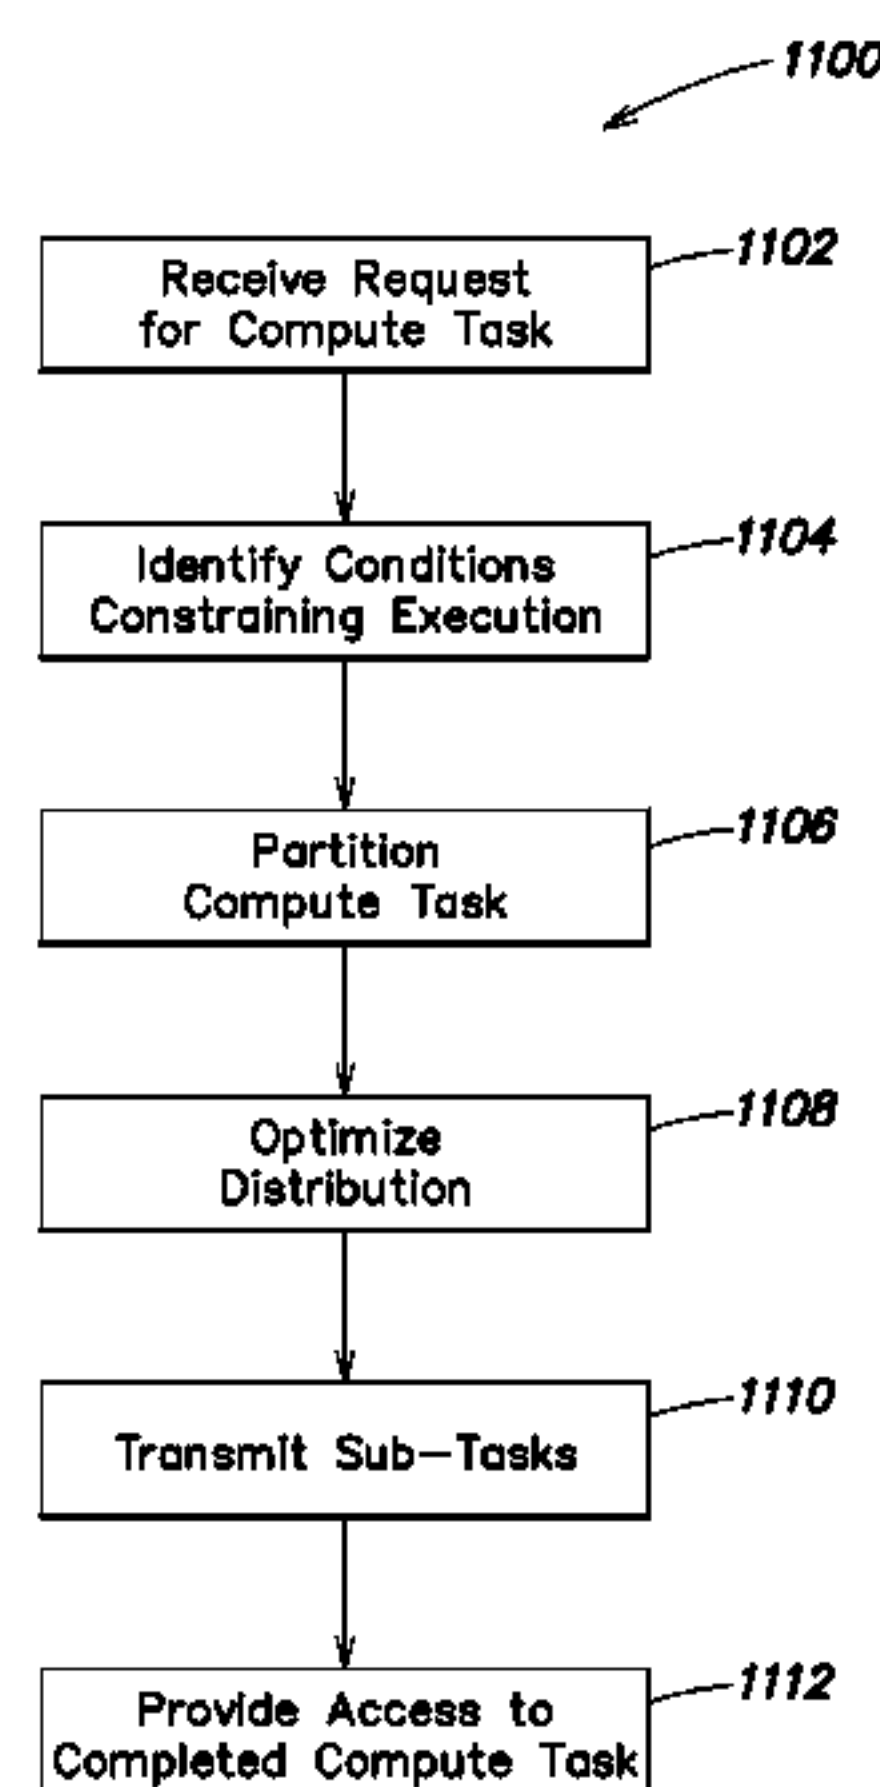 1100
1102
Receive Request
for Compute Task
1104
Identify Conditions
Constraining Execution
1106
Partition
Compute Task
1108
Optimize
Distribution
1110
Transmit Sub-Tasks
1112
Provide Access to
Completed Compute Task